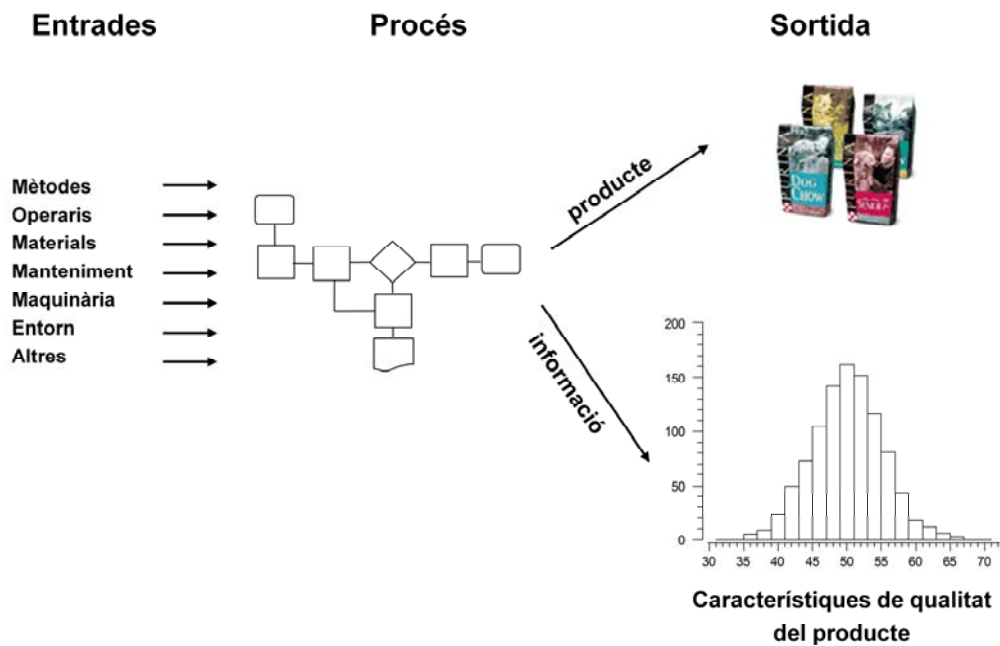 Entrades
Procés
Sortida
Mètodes
Operaris
Materials
Manteniment
Maquinària
Entorn
Altres
producte
informació
DOG
CHOW
200
150
100
50
0
30 35 40 45 50 55 60 65 70
Característiques de qualitat
del producte